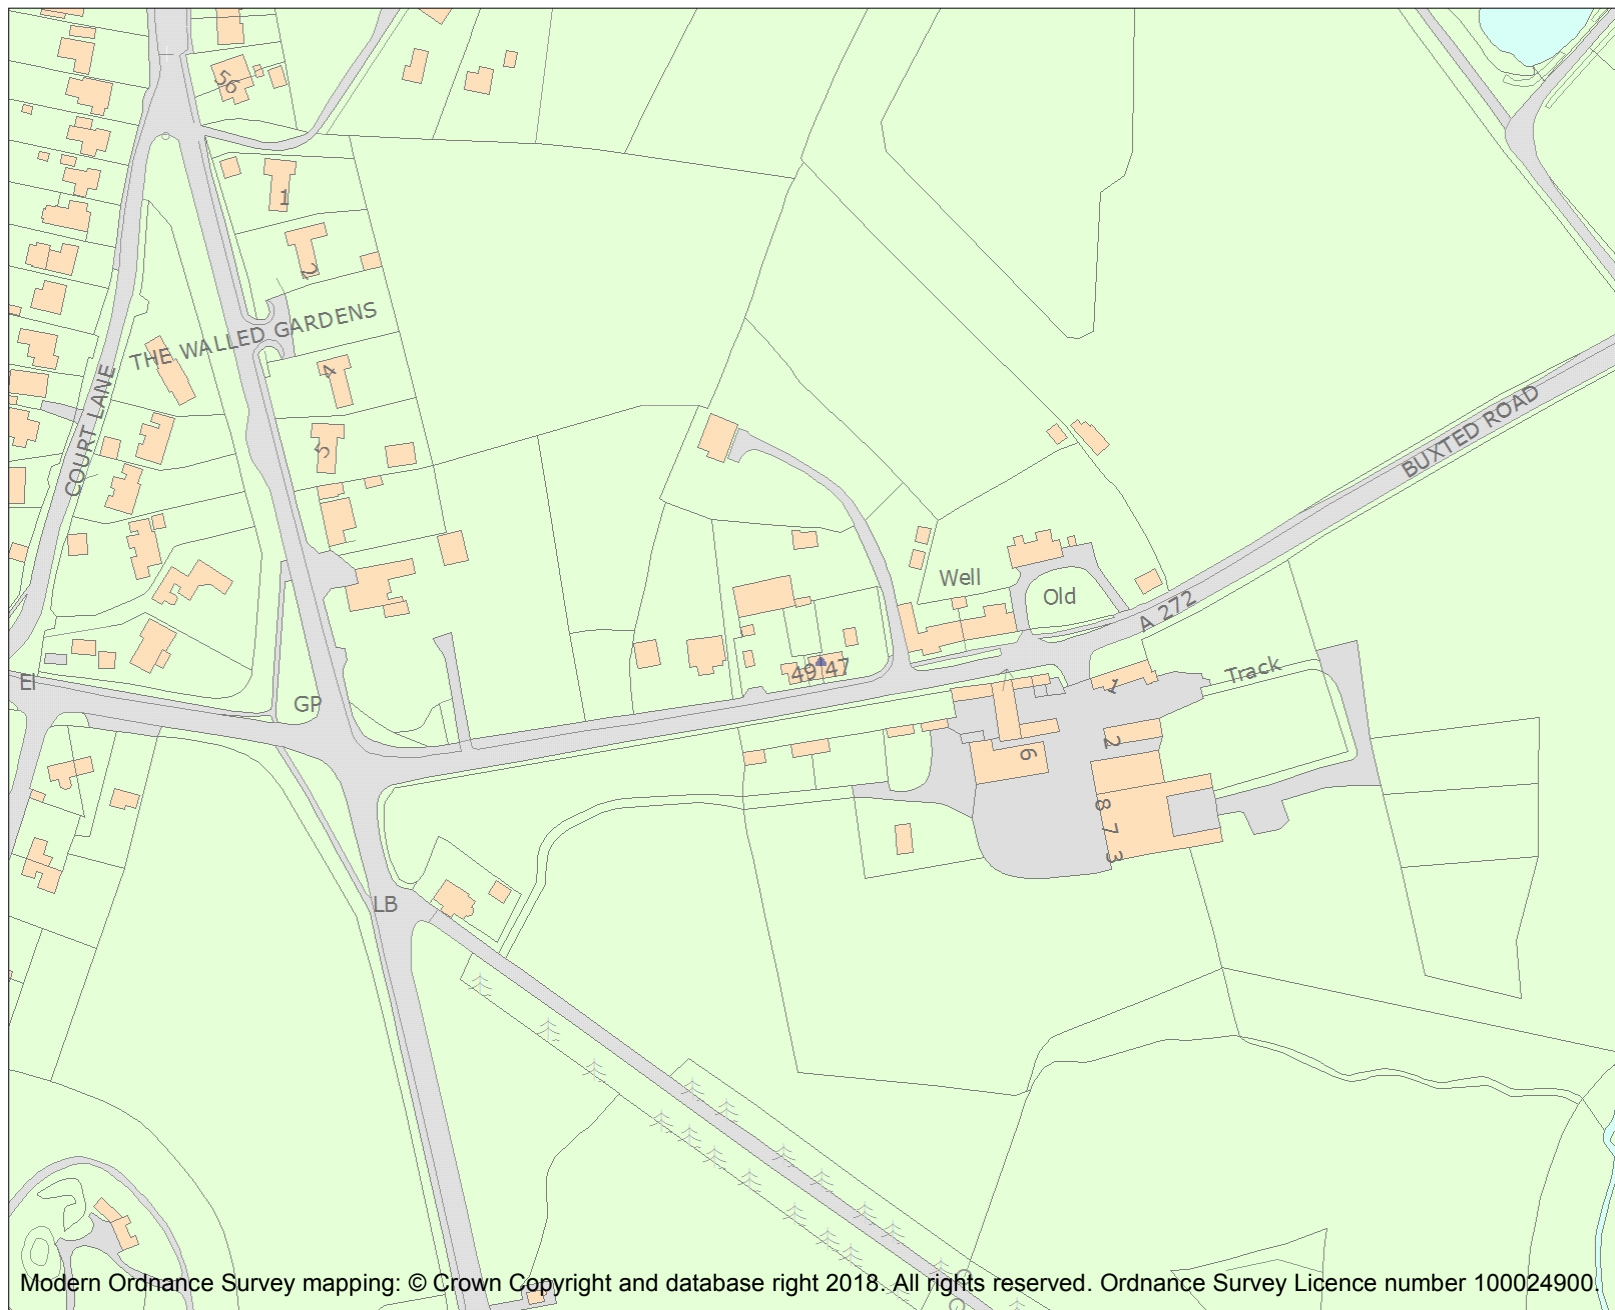 56
1
2
THE WALLED GARDENS
4
COURT LANE
5
BUXTED ROAD
Well
Old
A 272
49 47
Track
El
GP
1
2
6
8
7
3
LB
Modern Ordnance Survey mapping: © Crown Copyright and database right 2018. All rights reserved. Ordnance Survey Licence number 100024900.